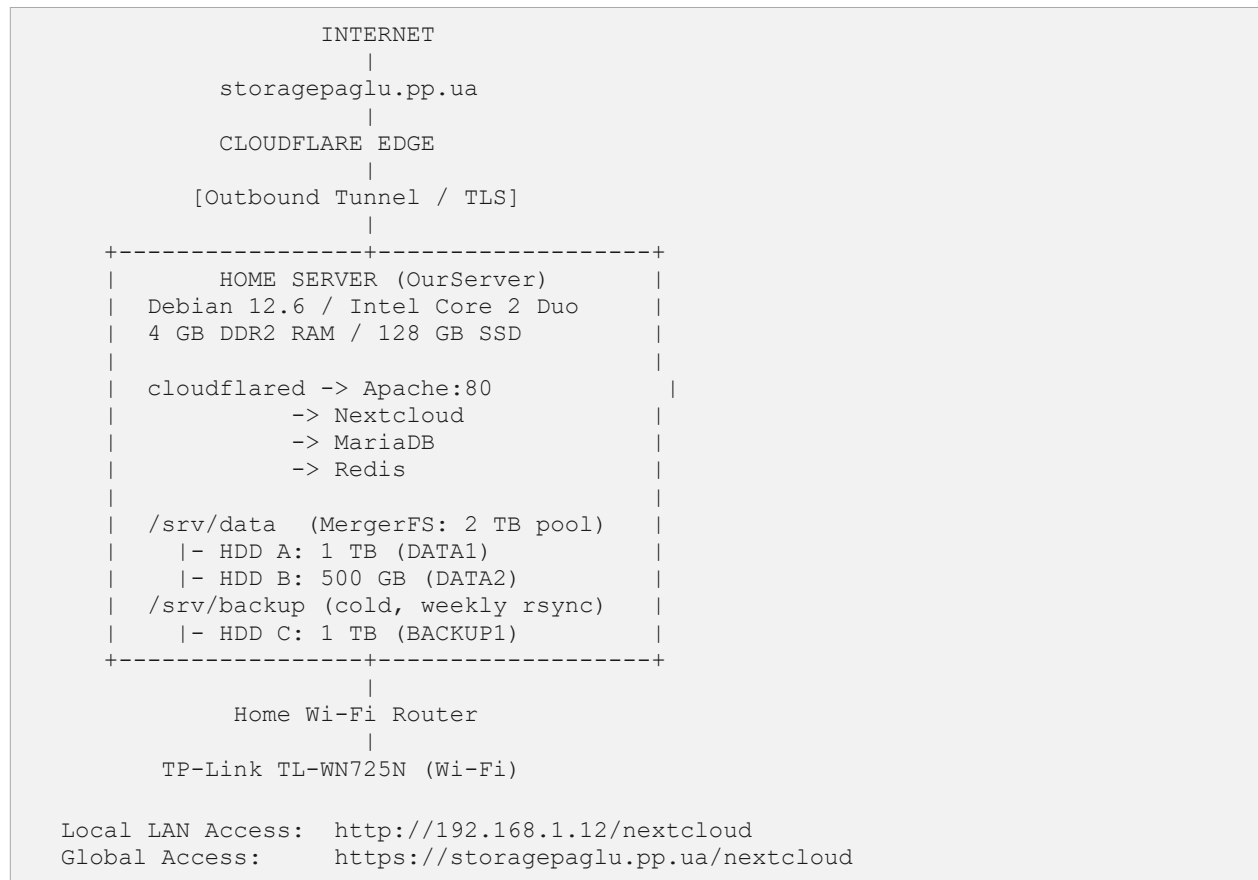 INTERNET
|
storagepaglu.pp.ua
|
CLOUDFLARE EDGE
|
[Outbound Tunnel / TLS]
|
+-----------------+-------------------+
| HOME SERVER (OurServer) |
| Debian 12.6 / Intel Core 2 Duo |
| 4 GB DDR2 RAM / 128 GB SSD |
| |
| cloudflared -> Apache:80 |
| -> Nextcloud |
| -> MariaDB |
| -> Redis |
| |
| /srv/data (MergerFS: 2 TB pool) |
| |- HDD A: 1 TB (DATA1) |
| |- HDD B: 500 GB (DATA2) |
| /srv/backup (cold, weekly rsync) |
| |- HDD C: 1 TB (BACKUP1) |
+-----------------+-------------------+
|
Home Wi-Fi Router
|
TP-Link TL-WN725N (Wi-Fi)
Local LAN Access: http://192.168.1.12/nextcloud
Global Access: https://storagepaglu.pp.ua/nextcloud